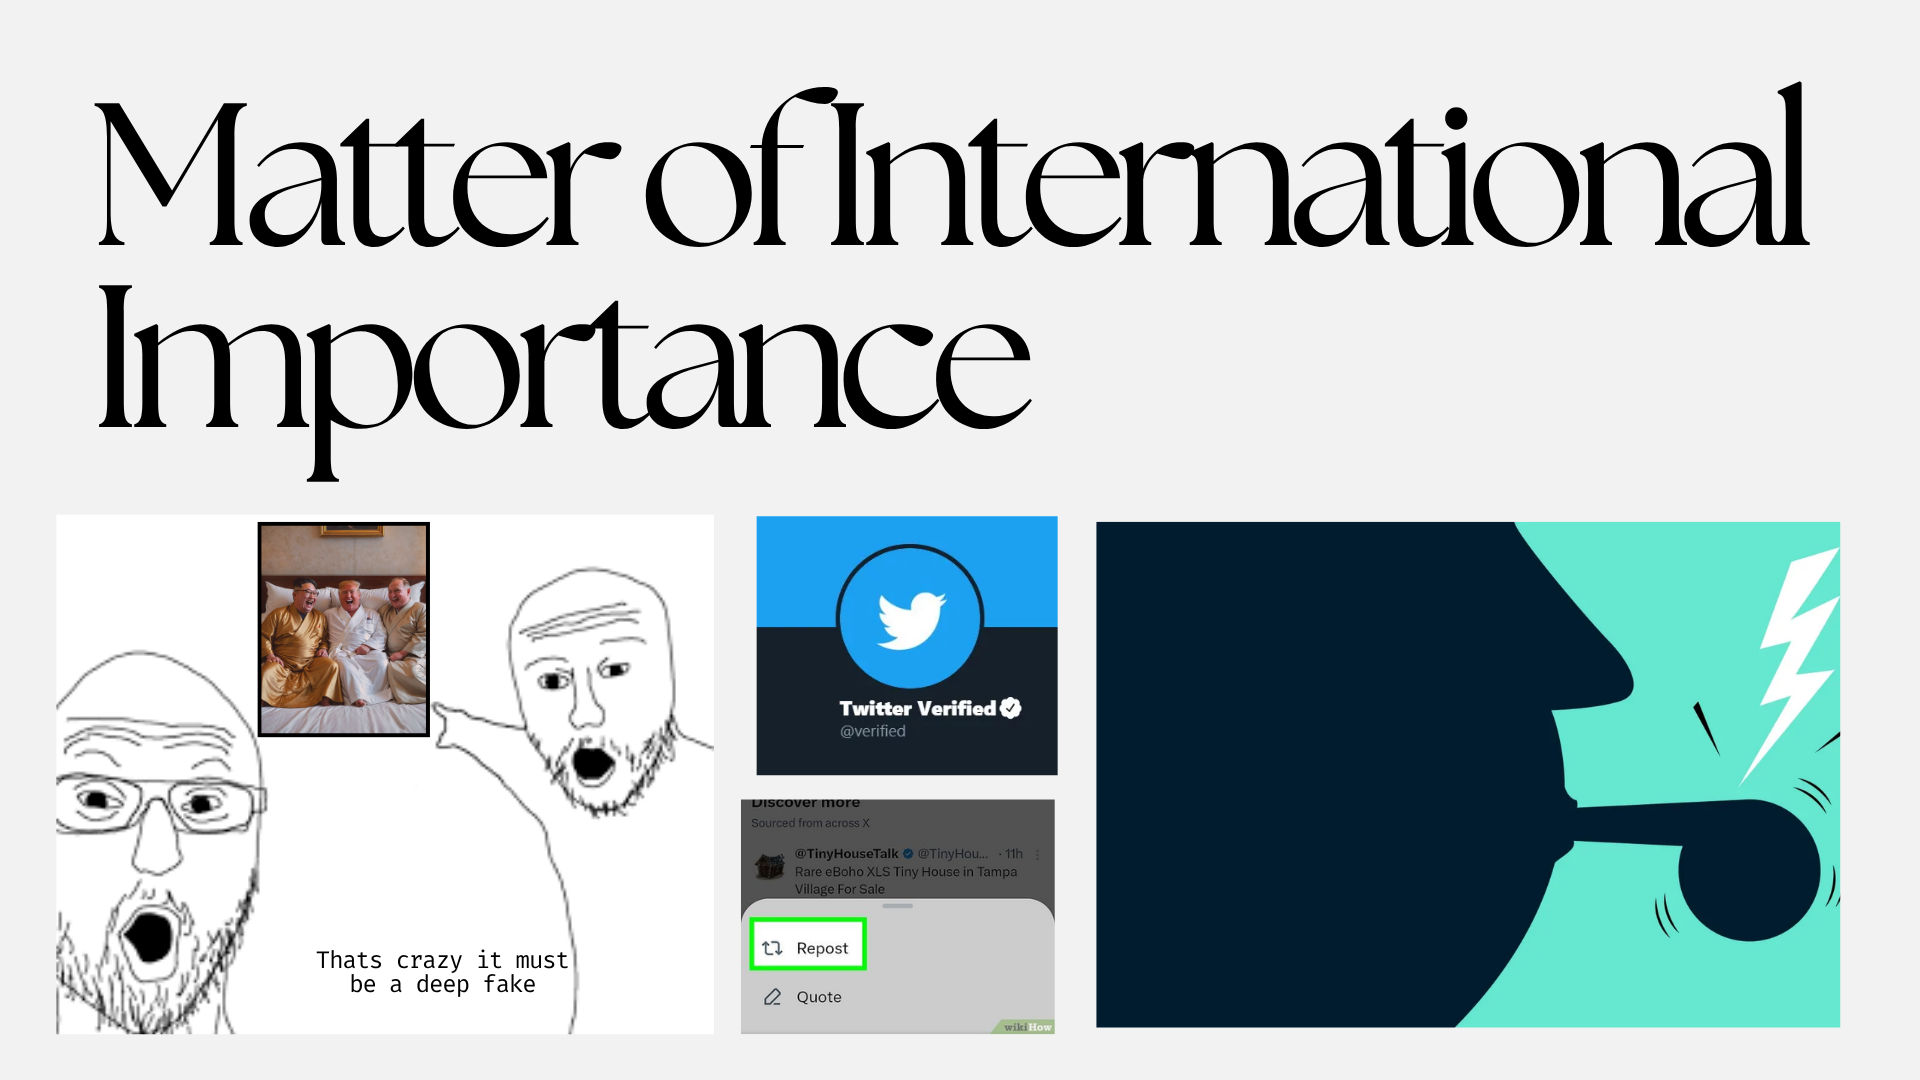 Matter of International
Importance
Thats crazy it must
be a deep fake
Twitter Verified
@verified
Discover more
Sourced from across X
@TinyHouseTalk @TinyHou... · 11h
Rare eBoho XLS Tiny House in Tampa
Village For Sale
Repost
Quote
wikiHow